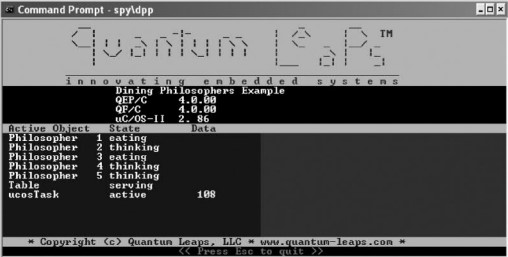 Command Prompt - spy\dpp
Quantum LeaPs TM
innovating embedded systems
Dining Philosophers Example
QEP/C 4.0.00
QF/C 4.0.00
uC/OS-II 2. 86
Active Object State Data
Philosopher 1 eating
Philosopher 2 thinking
Philosopher 3 eating
Philosopher 4 thinking
Philosopher 5 thinking
Table serving
ucosTask active 108
* Copyright (c) Quantum Leaps, LLC * www.quantum-leaps.com *
<< Press Esc to quit >>